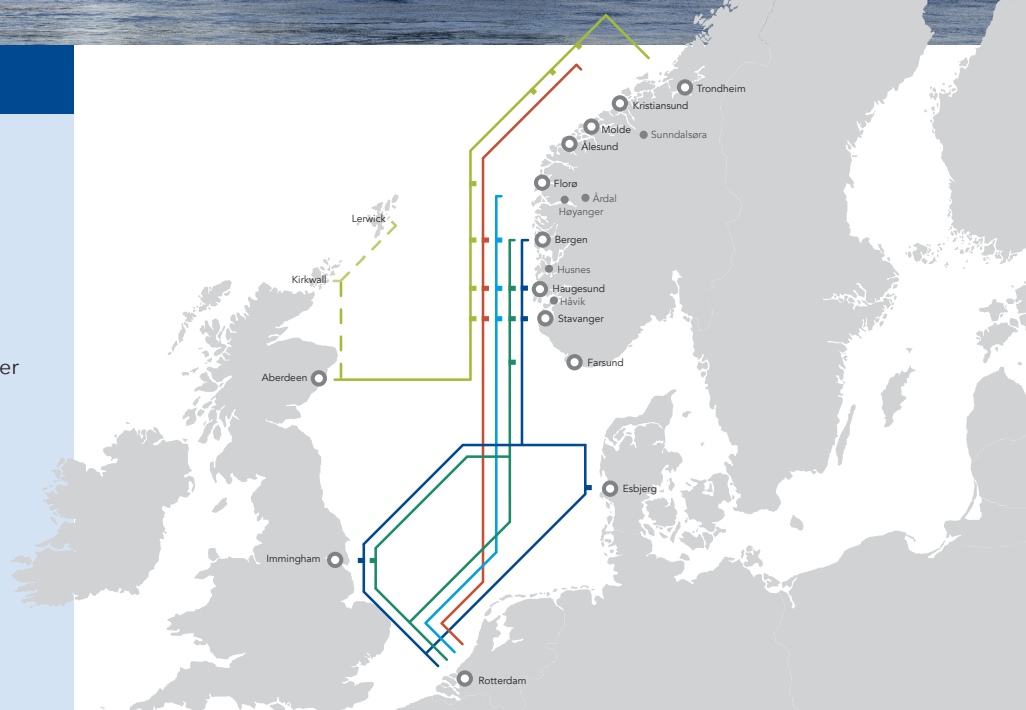 Trondheim
Kristiansund
Molde
Sunndalsøra
Ålesund
Florø
Årdal
Høyanger
Lerwick
Bergen
Husnes
Kirkwall
Haugesund
Håvik
Stavanger
Farsund
er
Aberdeen
Esbjerg
Immingham
Rotterdam